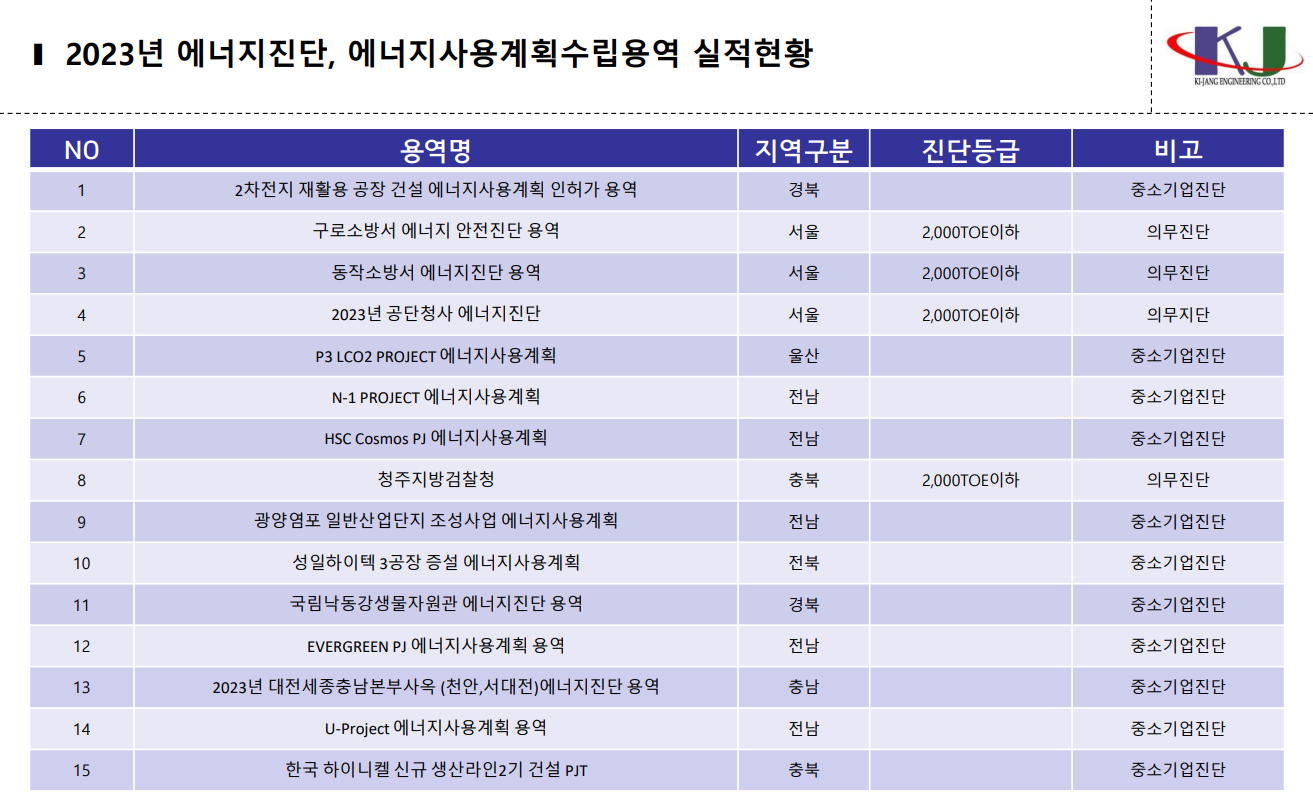 2023년 에너지진단, 에너지사용계획수립용역 실적현황
KJ
KI-JANG ENGINEERING CO.,LTD
NO 용역명 지역구분 진단등급 비고
1 2차전지 재활용 공장 건설 에너지사용계획 인허가 용역 경북 중소기업진단
2 구로소방서 에너지 안전진단 용역 서울 2,000TOE이하 의무진단
3 동작소방서 에너지진단 용역 서울 2,000TOE이하 의무진단
4 2023년 공단청사 에너지진단 서울 2,000TOE이하 의무지단
5 P3 LCO2 PROJECT 에너지사용계획 울산 중소기업진단
6 N-1 PROJECT 에너지사용계획 전남 중소기업진단
7 HSC Cosmos PJ 에너지사용계획 전남 중소기업진단
8 청주지방검찰청 충북 2,000TOE이하 의무진단
9 광양염포 일반산업단지 조성사업 에너지사용계획 전남 중소기업진단
10 성일하이텍 3공장 증설 에너지사용계획 전북 중소기업진단
11 국립낙동강생물자원관 에너지진단 용역 경북 중소기업진단
12 EVERGREEN PJ 에너지사용계획 용역 전남 중소기업진단
13 2023년 대전세종충남본부사옥 (천안,서대전)에너지진단 용역 충남 중소기업진단
14 U-Project 에너지사용계획 용역 전남 중소기업진단
15 한국 하이니켈 신규 생산라인2기 건설 PJT 충북 중소기업진단